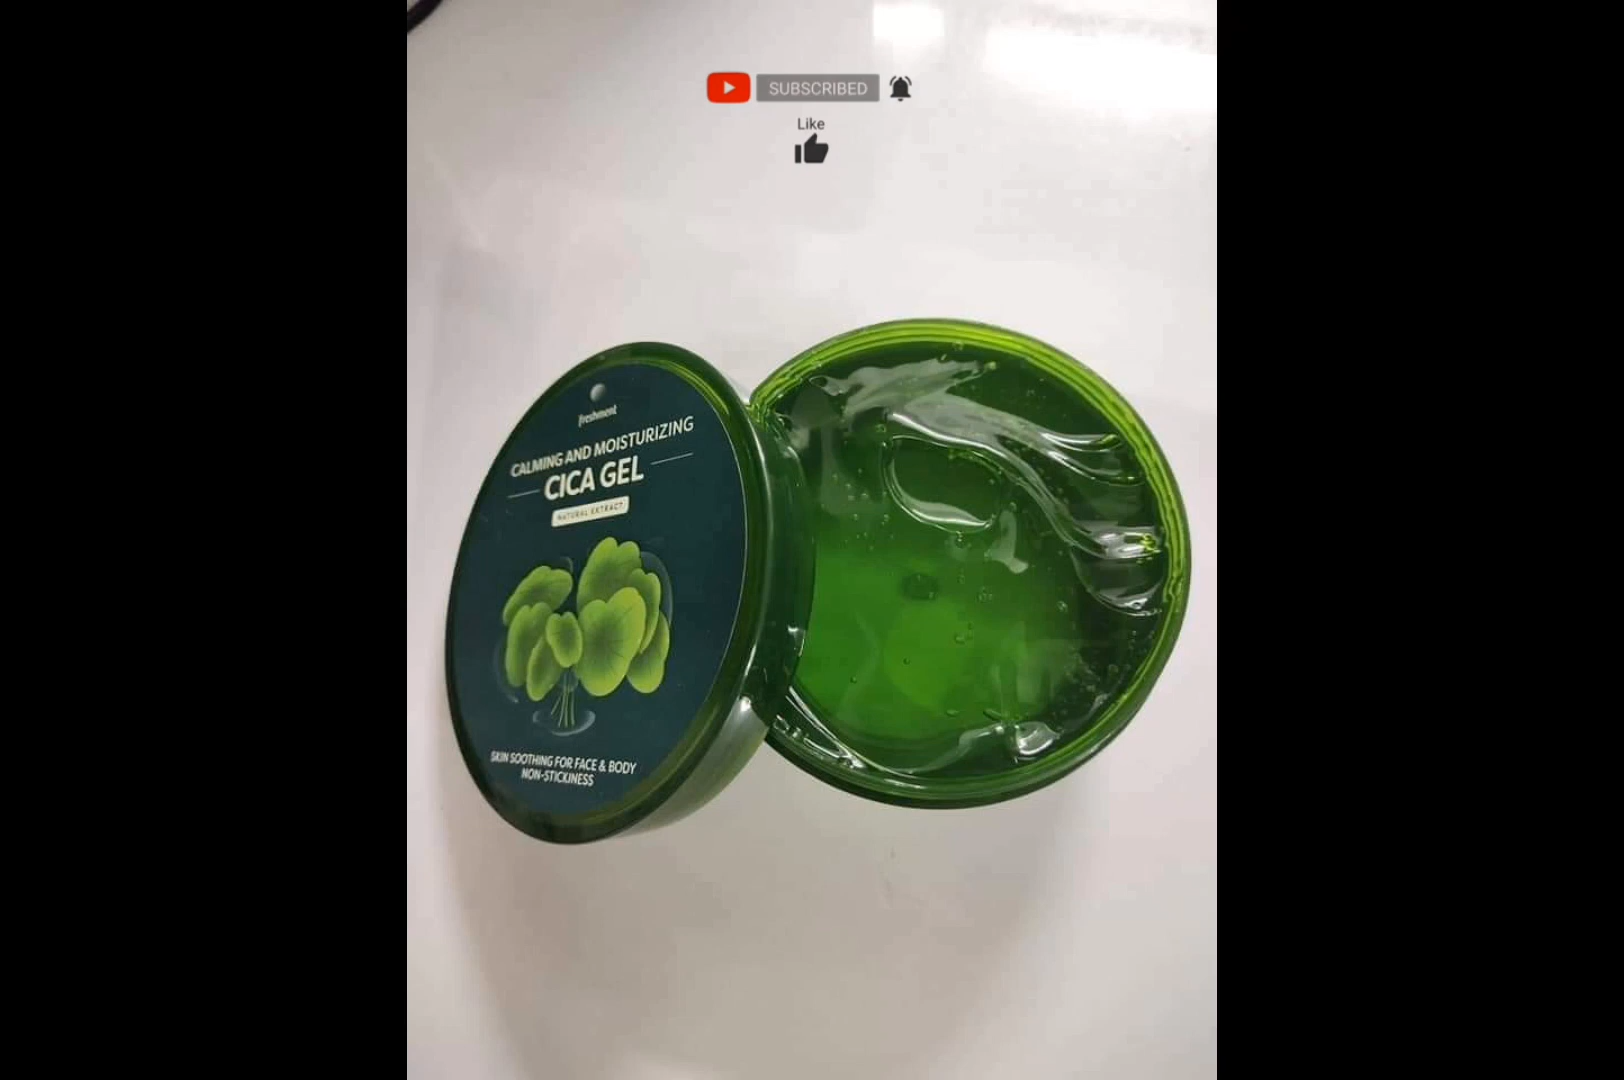 SUBSCRIBED
Like
freshment
CALMING AND MOISTURIZING
CICA GEL
NATURAL EXTRACT
SKIN SOOTHING FOR FACE & BODY
NON-STICKINESS